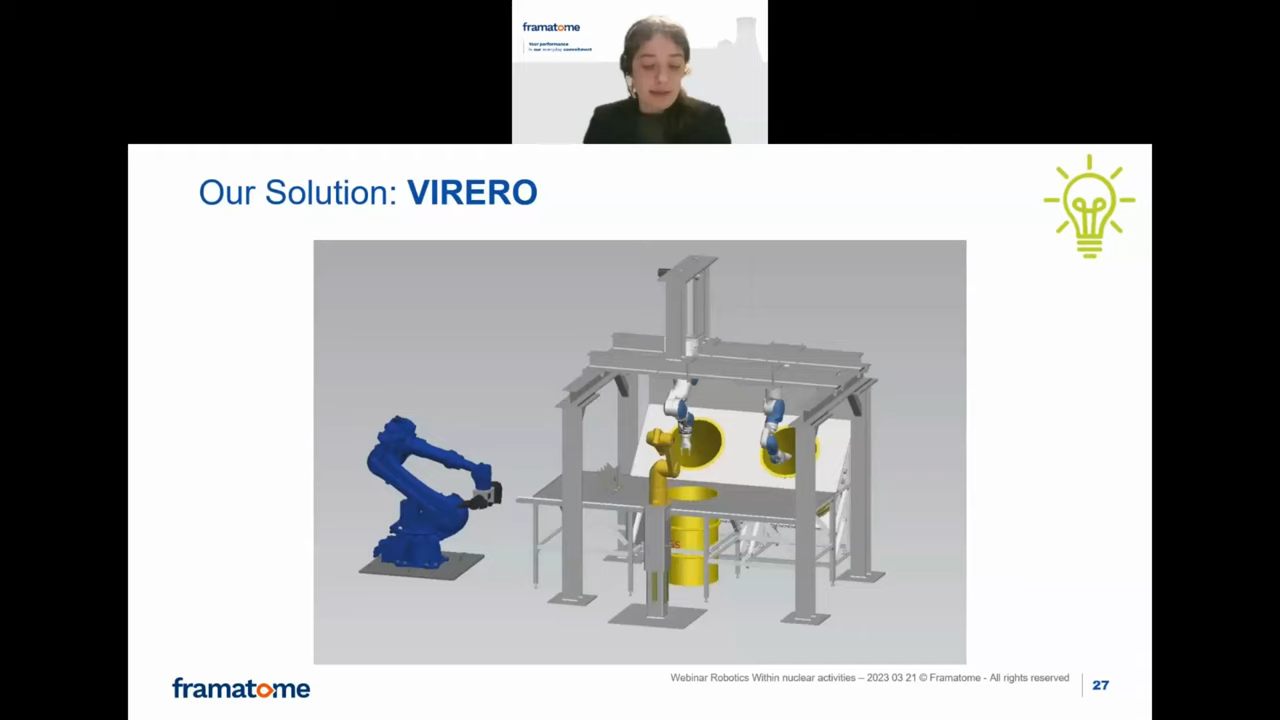 framatome
Your performance
is our everyday commitment
Our Solution: VIRERO
framatome
Webinar Robotics Within nuclear activities – 2023 03 21 © Framatome - All rights reserved
27